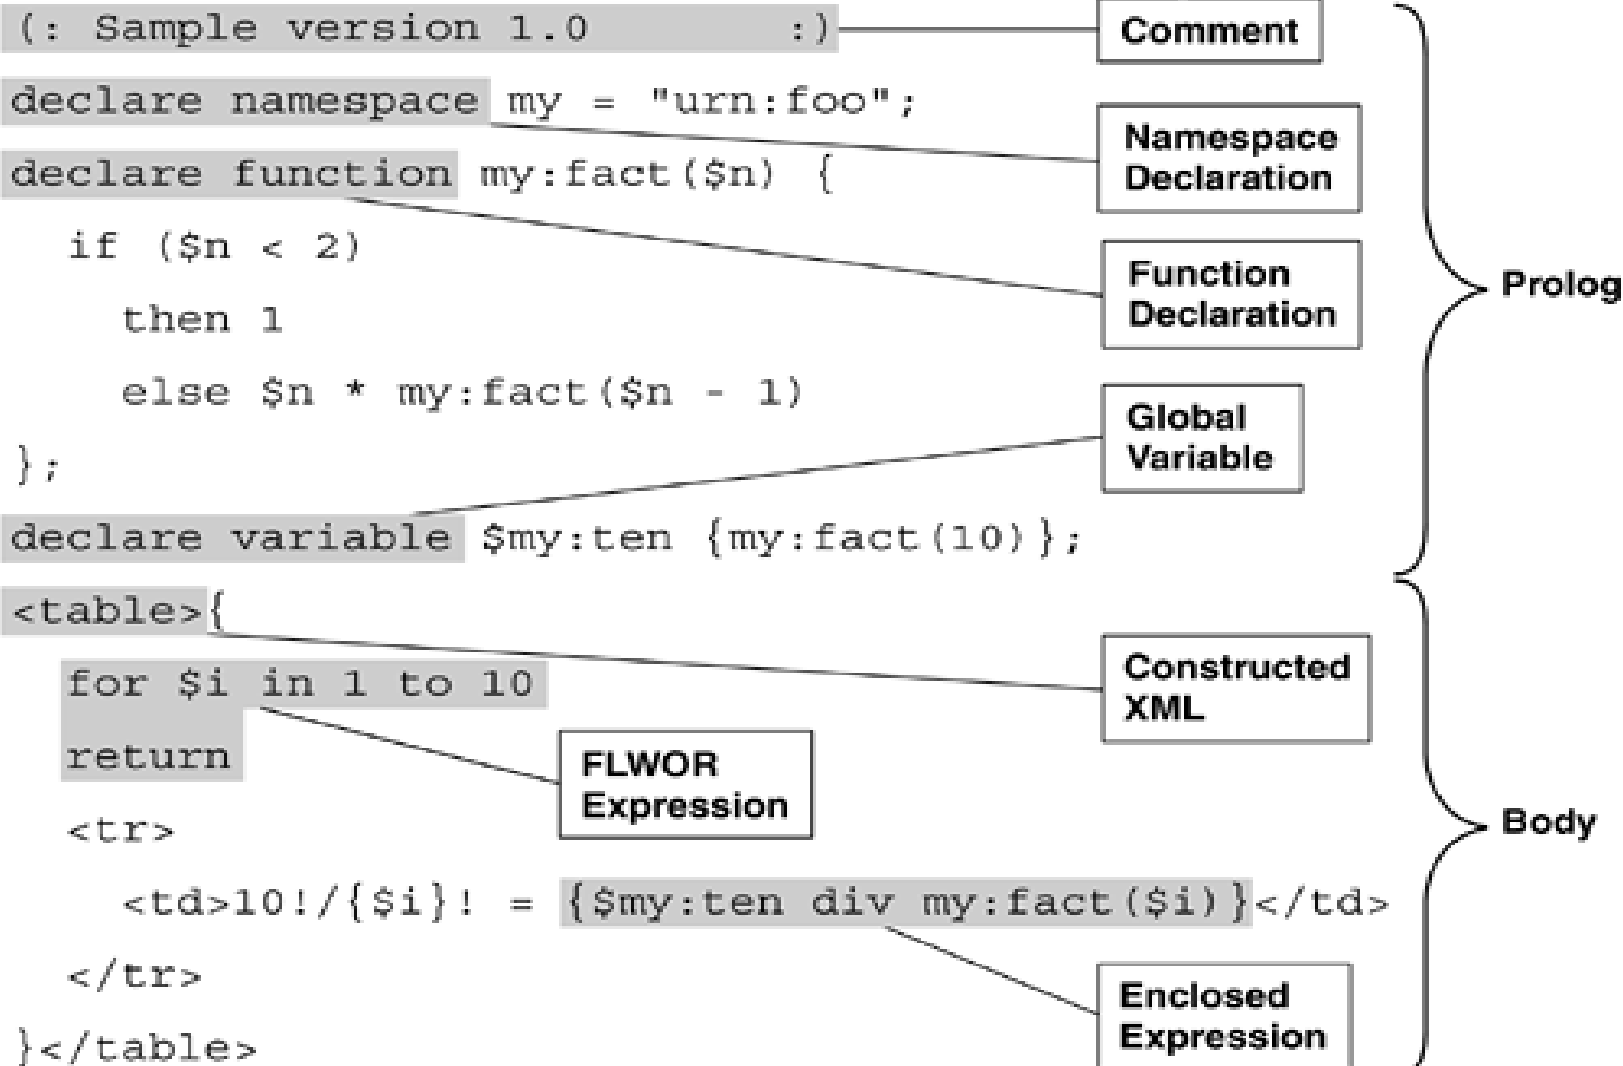 (: Sample version 1.0 :)
Comment
declare namespace my = "urn:foo";
Namespace
Declaration
declare function my:fact($n) {
Function
Declaration
if ($n < 2)
then 1
else $n * my:fact($n - 1)
};
Global
Variable
declare variable $my:ten {my:fact(10)};
Prolog
<table>{
Constructed
XML
for $i in 1 to 10
return
FLWOR
Expression
<tr>
<td>10!/{$i}! = {$my:ten div my:fact($i)}</td>
Enclosed
Expression
</tr>
}</table>
Body